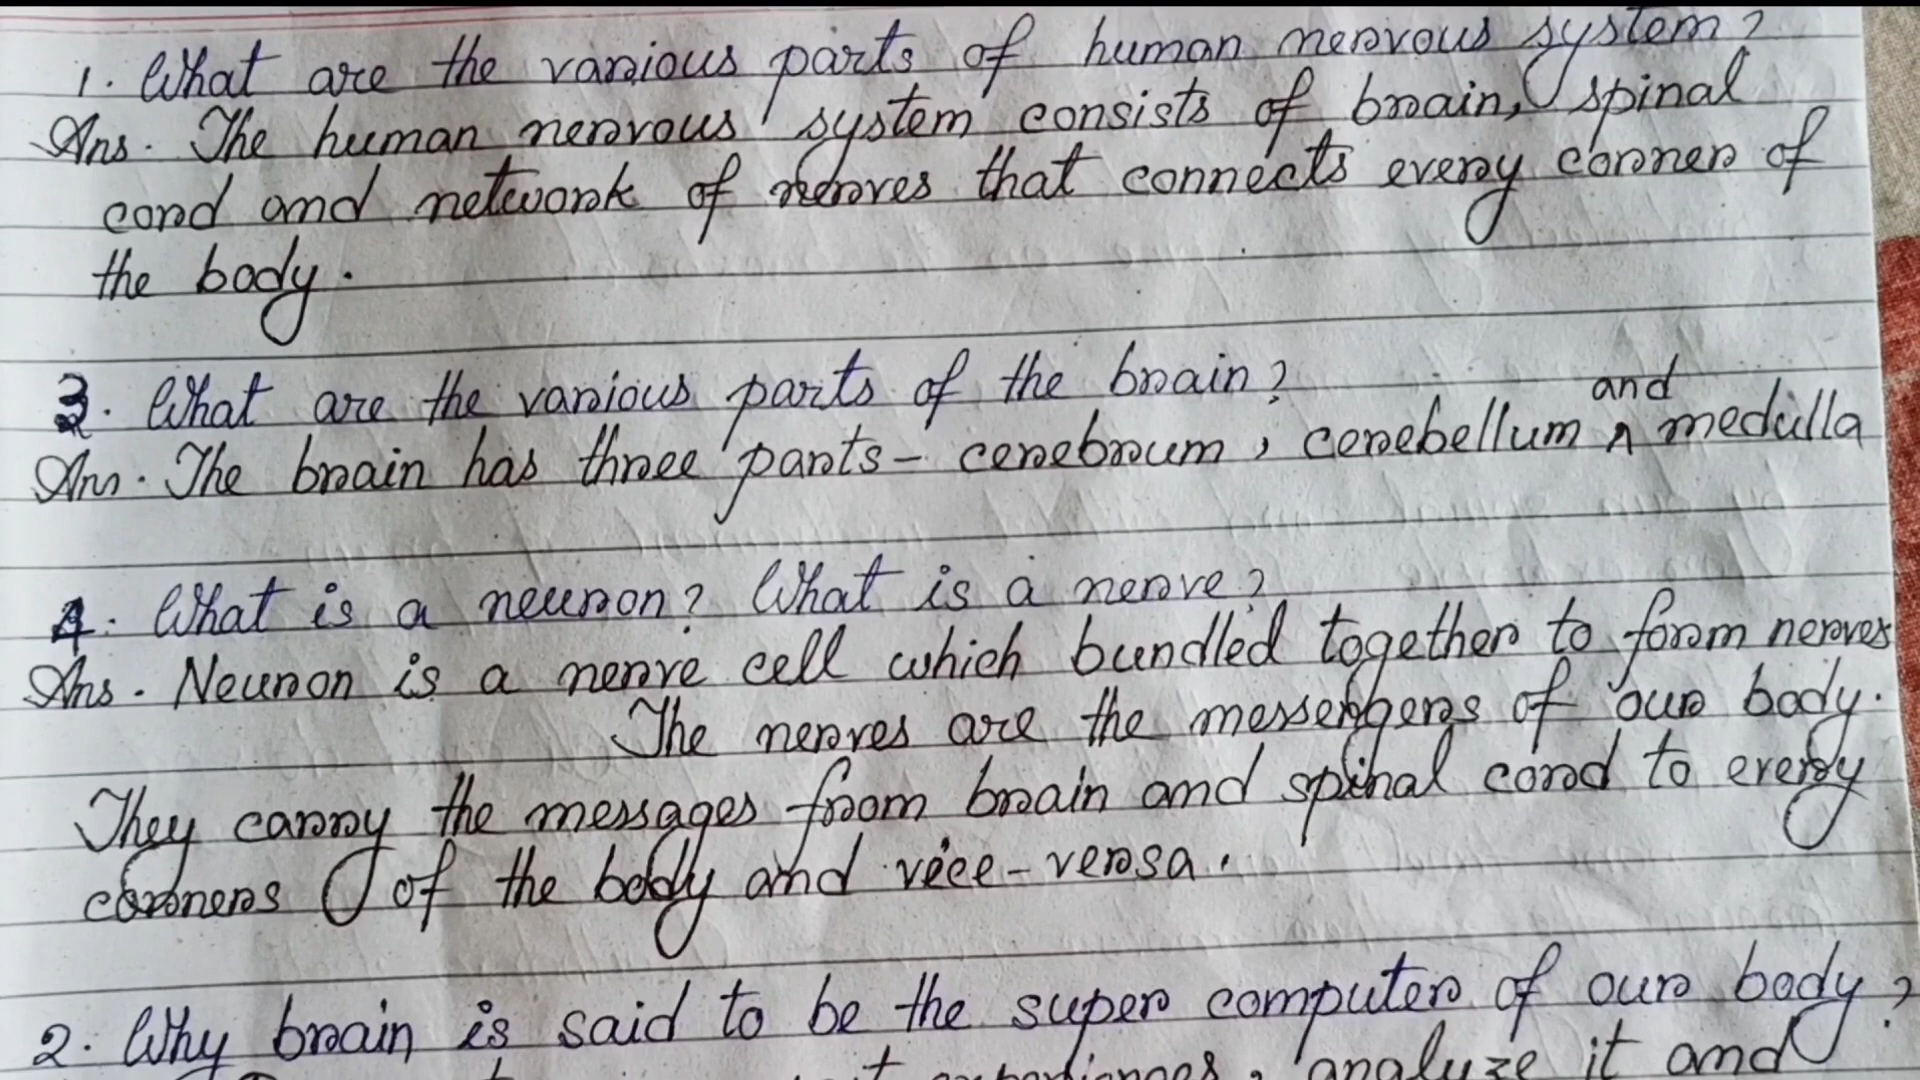 1. What are the various parts of human nervous system?
Ans. The human nervous system consists of brain, spinal
cord and network of nerves that connects every corner of
the body.
3. What are the various parts of the brain?
Ans. The brain has three parts - cerebrum, cerebellum and medulla
4. What is a neuron? What is a nerve?
Ans. Neuron is a nerve cell which bundled together to form nerves
The nerves are the messengers of our body.
They carry the messages from brain and spinal cord to every
corners of the body and vice-versa.
2. Why brain is said to be the super computer of our body?
analyze it and